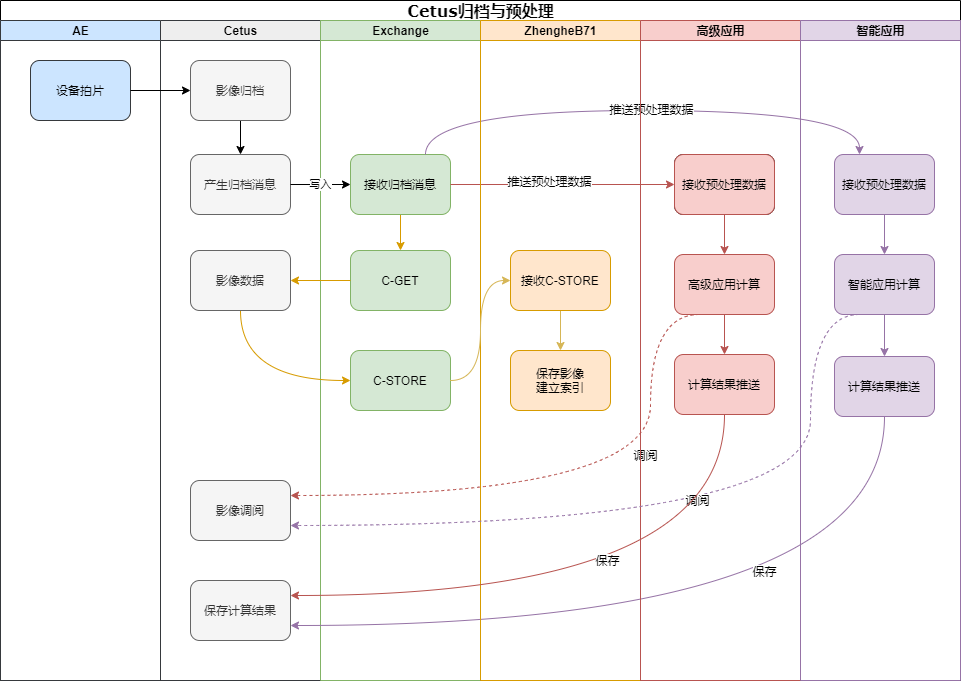 Cetus归档与预处理
AE
Cetus
Exchange
ZhengheB71
高级应用
智能应用
推送预处理数据
设备拍片
影像归档
产生归档消息
写入
接收归档消息
推送预处理数据
接收预处理数据
接收预处理数据
影像数据
C-GET
接收C-STORE
高级应用计算
智能应用计算
C-STORE
保存影像
建立索引
计算结果推送
计算结果推送
调阅
调阅
影像调阅
保存
保存
保存计算结果